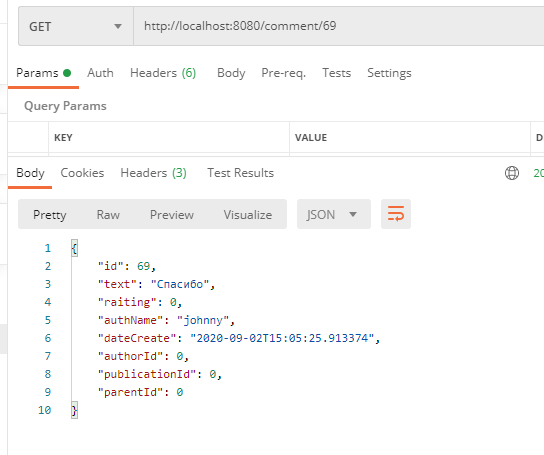 GET http://localhost:8080/comment/69
Params Auth Headers (6) Body Pre-req. Tests Settings
Query Params
KEY VALUE
Body Cookies Headers (3) Test Results 20
Pretty Raw Preview Visualize JSON
1 {
2 "id": 69,
3 "text": "Спасибо",
4 "raiting": 0,
5 "authName": "johnny",
6 "dateCreate": "2020-09-02T15:05:25.913374",
7 "authorId": 0,
8 "publicationId": 0,
9 "parentId": 0
10 }